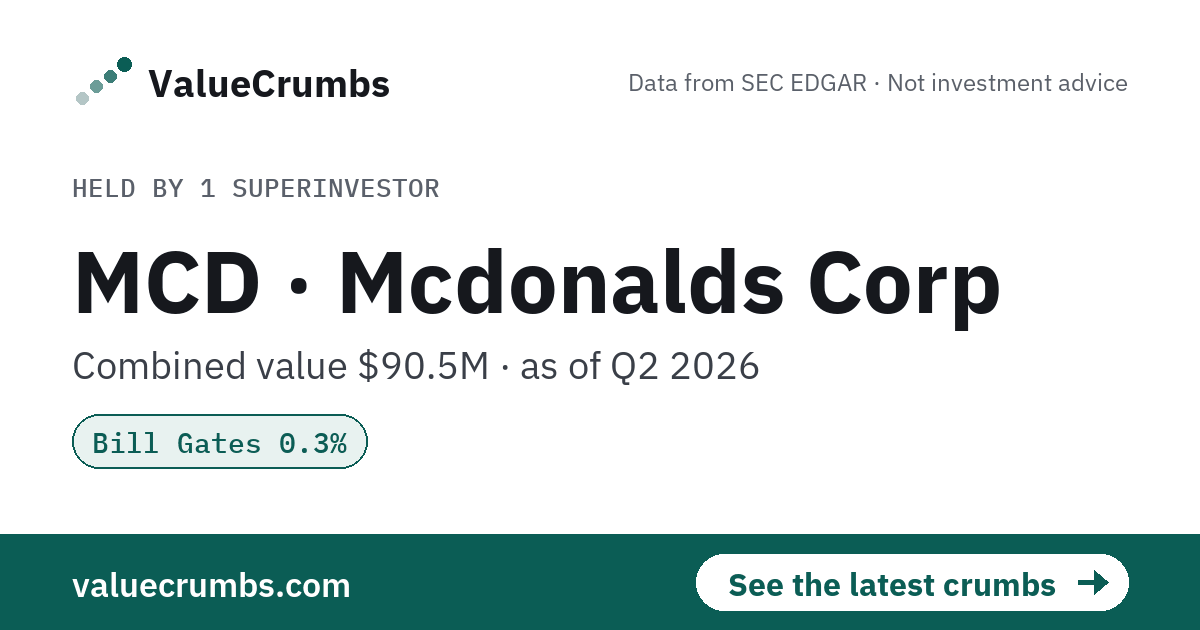 ValueCrumbs
Data from SEC EDGAR · Not investment advice
HELD BY 1 SUPERINVESTOR
MCD · Mcdonalds Corp
Combined value $90.5M · as of Q2 2026
Bill Gates 0.3%
valuecrumbs.com
See the latest crumbs →